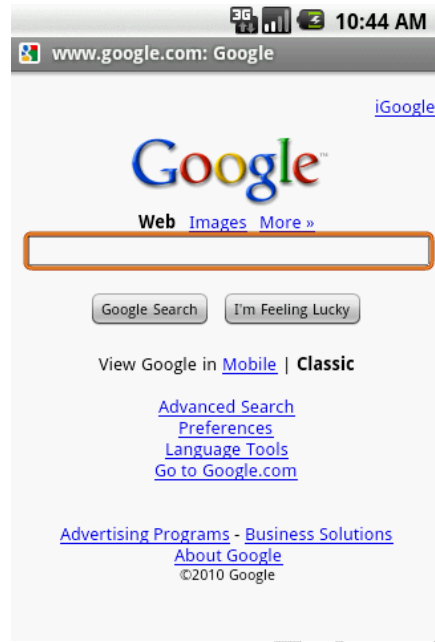 3G 10:44 AM
www.google.com: Google
iGoogle
Google™
Web Images More »
Google Search I'm Feeling Lucky
View Google in Mobile | Classic
Advanced Search
Preferences
Language Tools
Go to Google.com
Advertising Programs - Business Solutions
About Google
©2010 Google